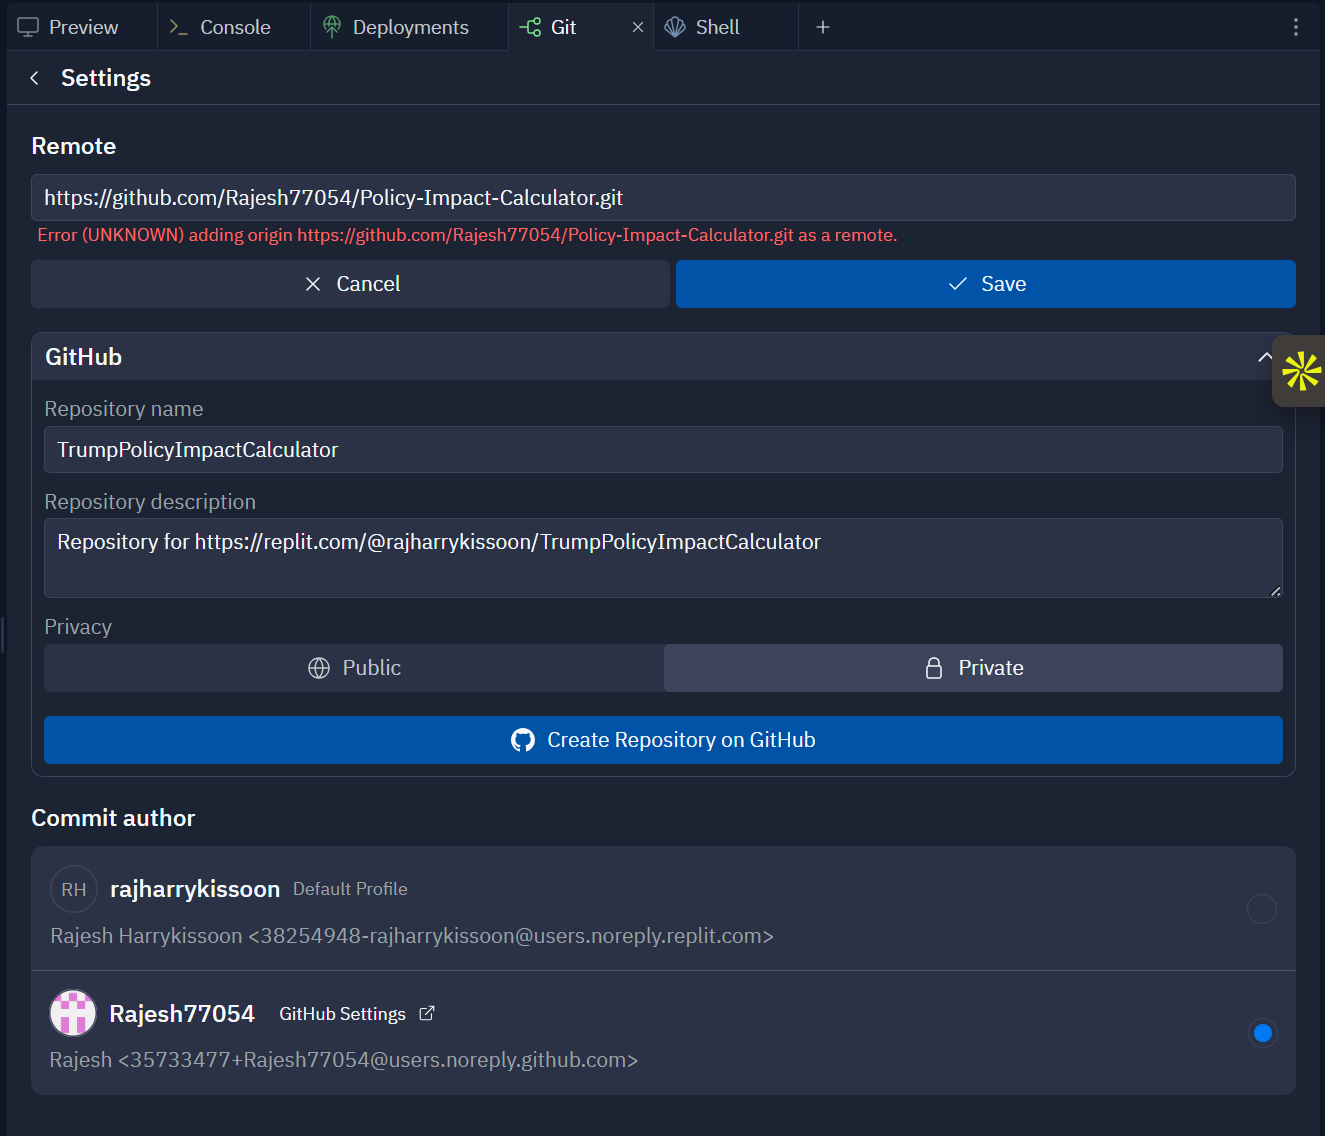 Preview Console Deployments Git Shell
Settings
Remote
https://github.com/Rajesh77054/Policy-Impact-Calculator.git
Error (UNKNOWN) adding origin https://github.com/Rajesh77054/Policy-Impact-Calculator.git as a remote.
Cancel Save
GitHub
Repository name
TrumpPolicyImpactCalculator
Repository description
Repository for https://replit.com/@rajharrykissoon/TrumpPolicyImpactCalculator
Privacy
Public Private
Create Repository on GitHub
Commit author
RH rajharrykissoon Default Profile
Rajesh Harrykissoon <38254948-rajharrykissoon@users.noreply.replit.com>
Rajesh77054 GitHub Settings
Rajesh <35733477+Rajesh77054@users.noreply.github.com>